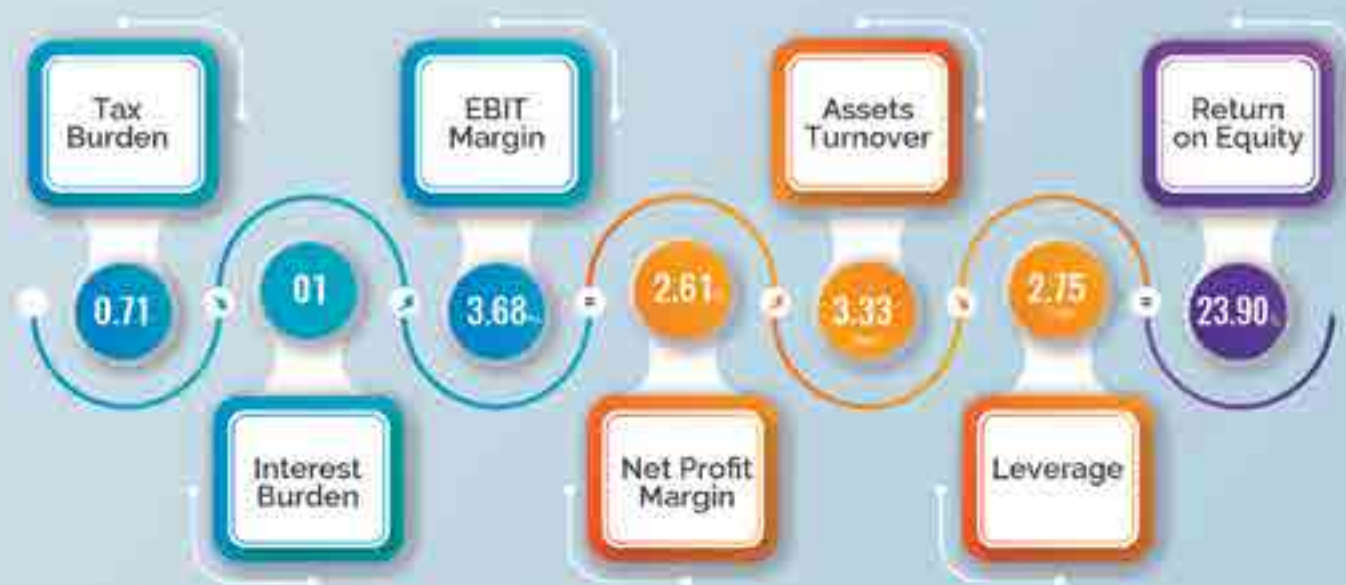 Tax
Burden
0.71
01
Interest
Burden
EBIT
Margin
3.68
=
2.61
Net Profit
Margin
Assets
Turnover
3.33
2.75
Leverage
=
Return
on Equity
23.90